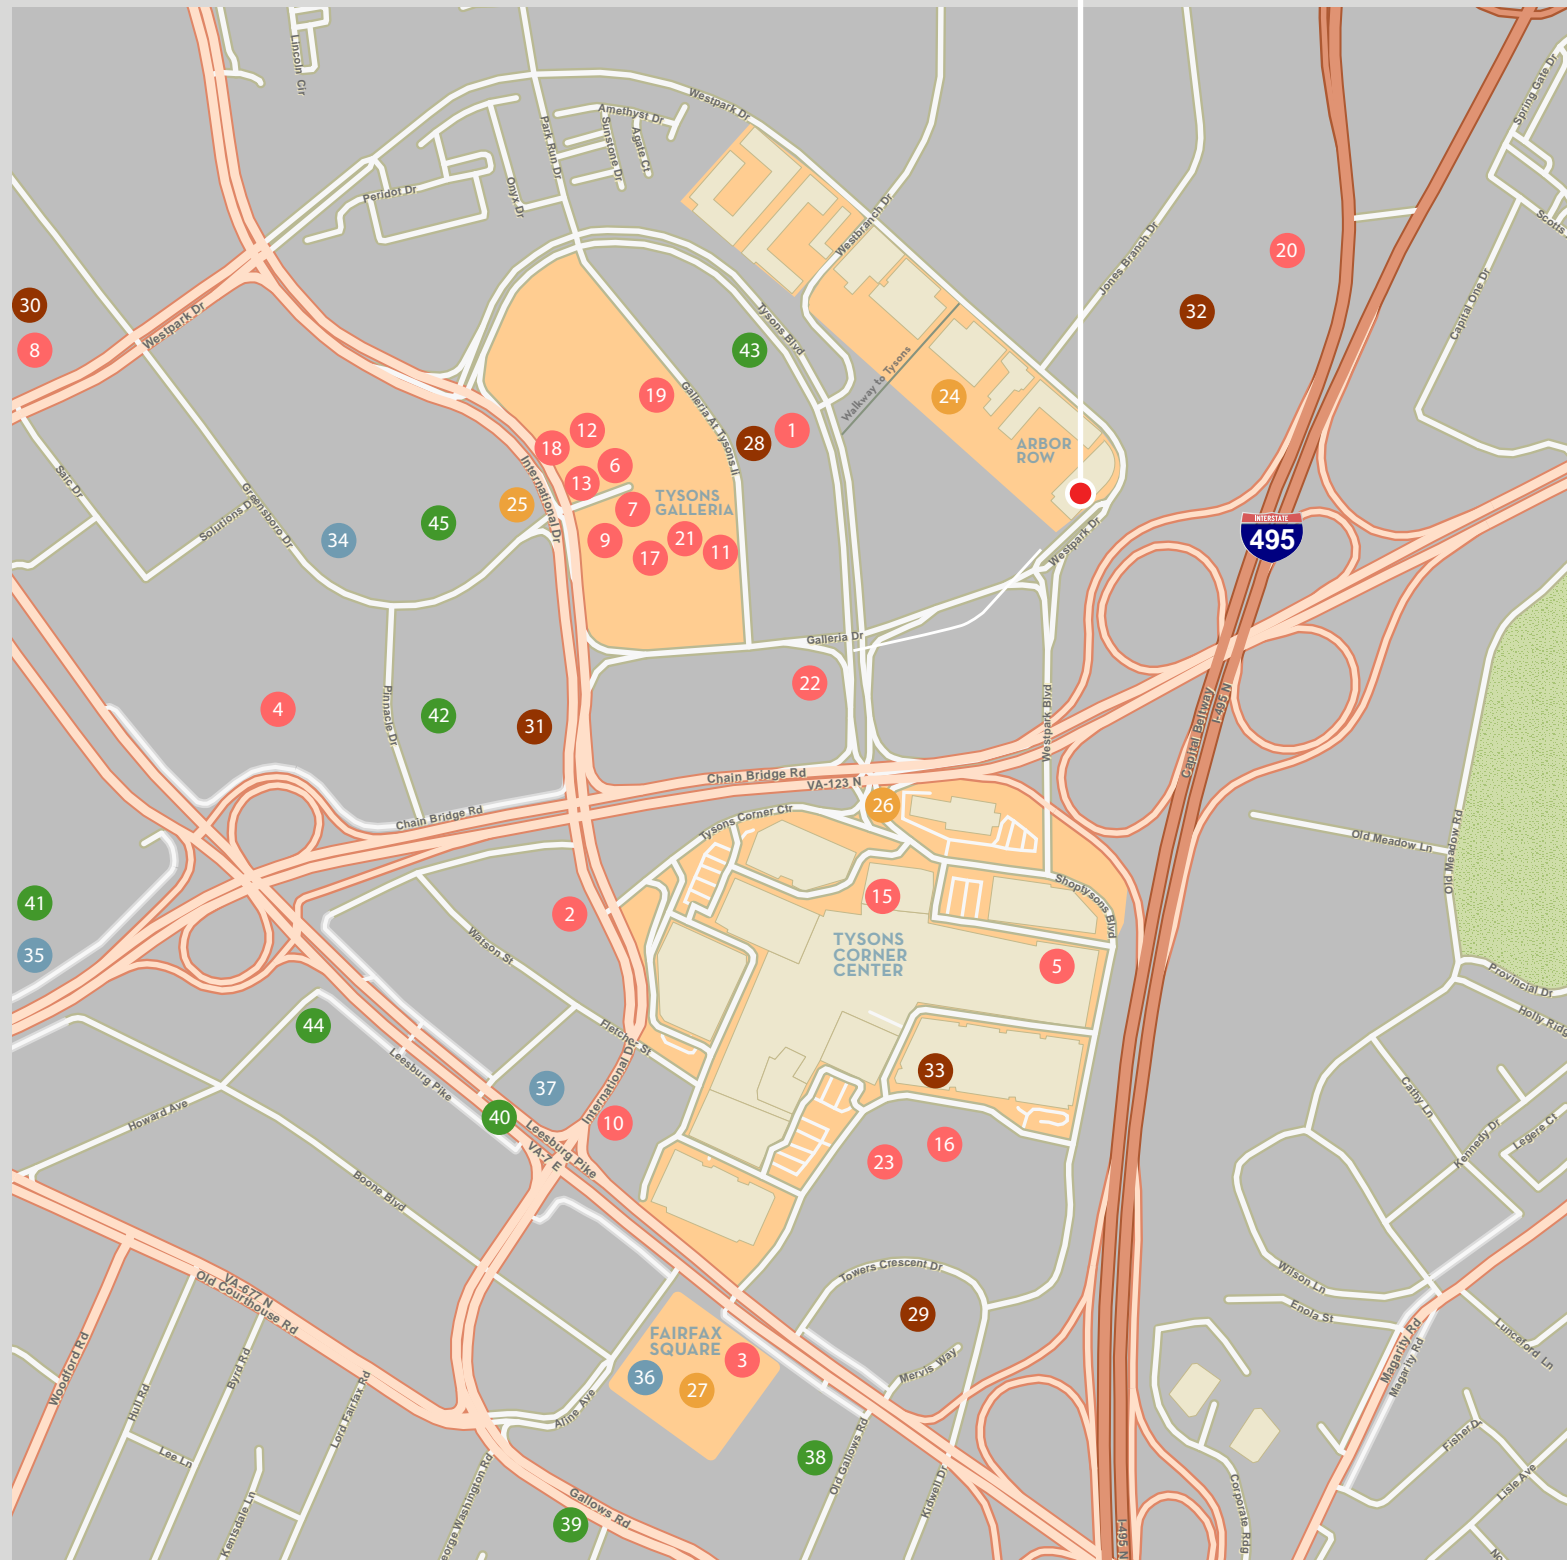 Lincoln Cir
Spring Gate Dr
Westpark Dr
Amethyst Dr
Park Run Dr
Sunstone Dr
Agate Ct
Peridot Dr
Onyx Dr
Westbranch Dr
Scotts
Jones Branch Dr
20
Capital One Dr
30
32
Westpark Dr
Tysons Blvd
8
43
Walkway to Tysons
19
24
Galleria At Tysons Ii
12
1
28
18
ARBOR
ROW
6
Saic Dr
International Dr
13
TYSONS
GALLERIA
25
7
Greensboro Dr
Solutions Dr
45
34
9
21
11
17
INTERSTATE
495
Westpark Dr
Galleria Dr
22
4
Pinnacle Dr
42
31
Westpark Blvd
Capital Beltway
I-495 N
Chain Bridge Rd
VA-123 N
26
Chain Bridge Rd
Tysons Corner Cir
Old Meadow Ln
Old Meadow Rd
41
2
15
Shoptysons Blvd
35
Watson St
TYSONS
CORNER
CENTER
5
Provincial Dr
Holly Ridg
44
Fletcher St
Leesburg Pike
37
33
International Dr
Howard Ave
40
10
Leesburg Pike
VA-7 E
16
23
Cathy Ln
Kennedy Dr
Legere Ct
Boone Blvd
Towers Crescent Dr
Wilson Ln
VA-677 N
Old Courthouse Rd
29
Enola St
Lunceford Ln
FAIRFAX
SQUARE
3
36
27
Mervis Way
Magarity Rd
Magarity Rd
Woodford Rd
Hull Rd
Byrd Rd
Lord Fairfax Rd
Aline Ave
Lee Ln
38
Old Gallows Rd
Kidwell Dr
Fisher D
Lisle Ave
Kentsdale Ln
eorge Washington Rd
Gallows Rd
39
I-495 N
Corporate Rdg
No